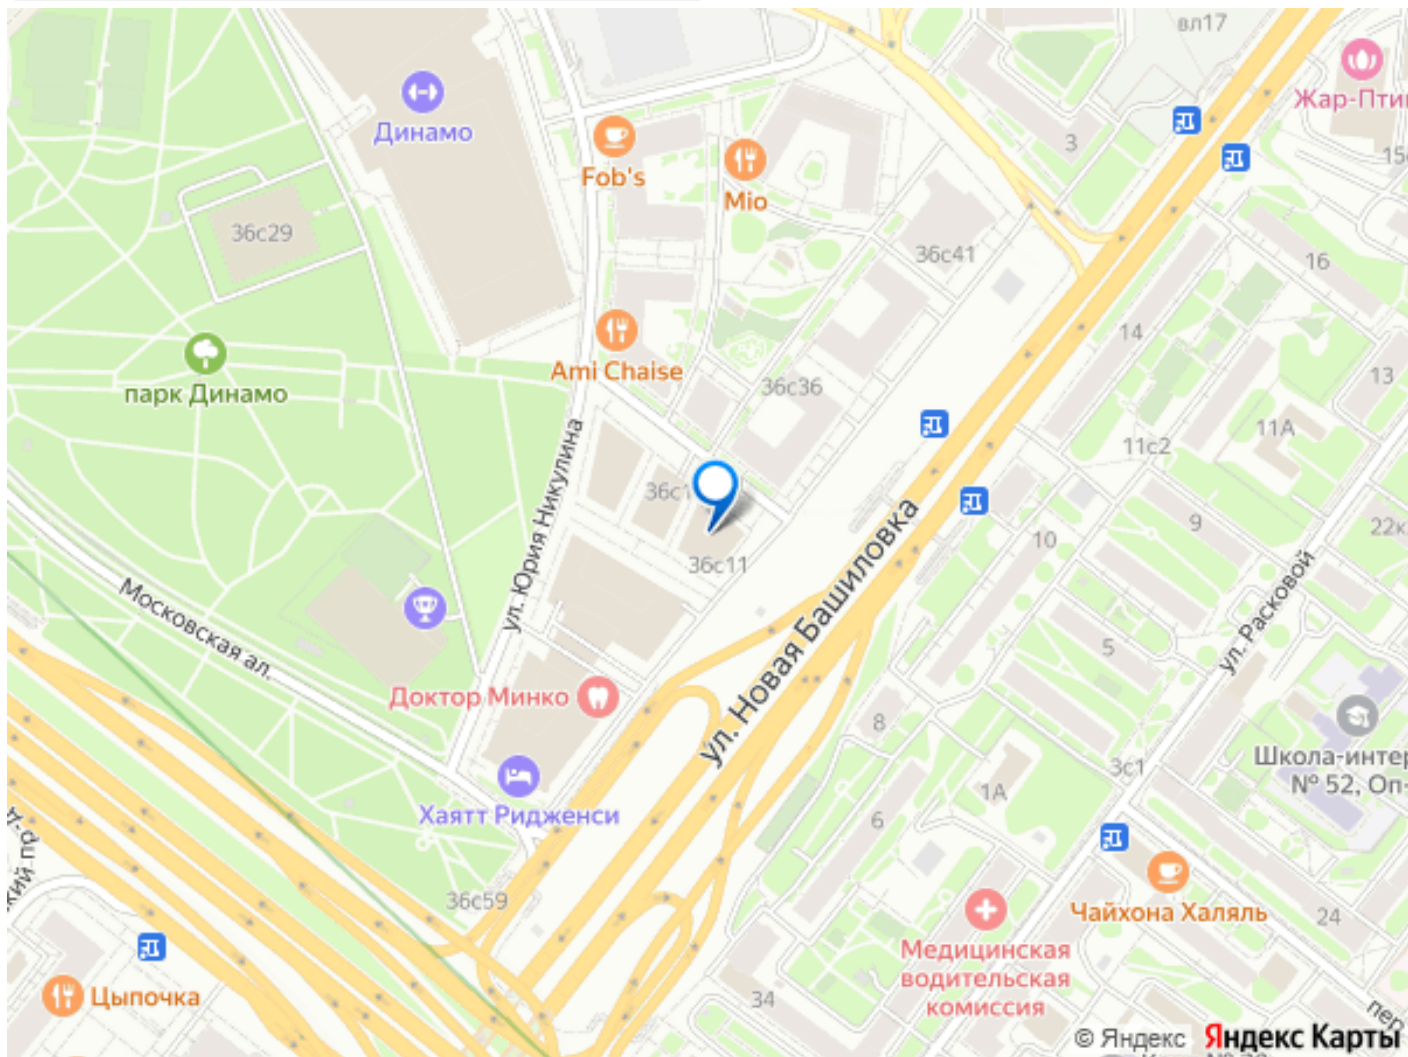 вл17
Жар-Пти
Динамо
3
15
Fob's
Mio
36с29
36с41
16
14
Ami Chaise
парк Динамо
36с36
13
11А
11с2
ул. Юрия Никулина
36с1
22к
9
10
36с11
ул. Новая Башиловка
ул. Расковой
Московская ал.
5
Доктор Минко
8
Школа-интер
№ 52, Оп-
3с1
1А
Хаятт Ридженси
6
36с59
Чайхона Халяль
24
Медицинская
водительская
комиссия
Цыпочка
34
пер
© Яндекс Яндекс Карты